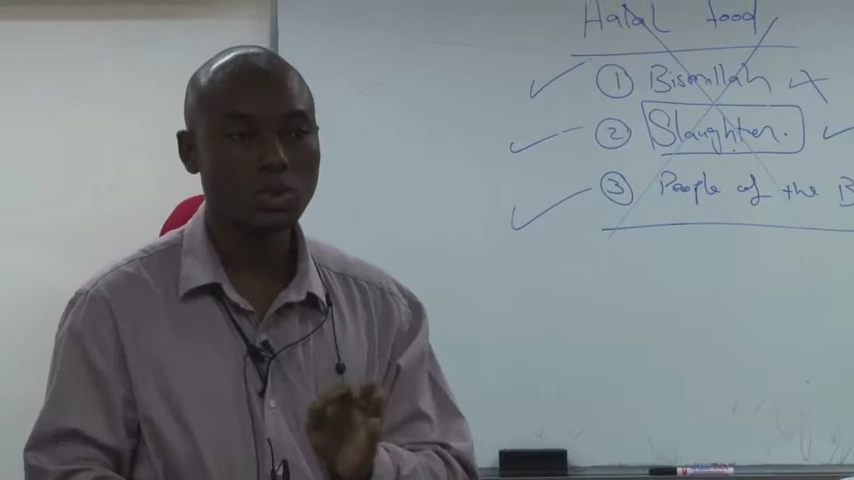 Halal food
① Bismillah
② Slaughter.
③ People of the B